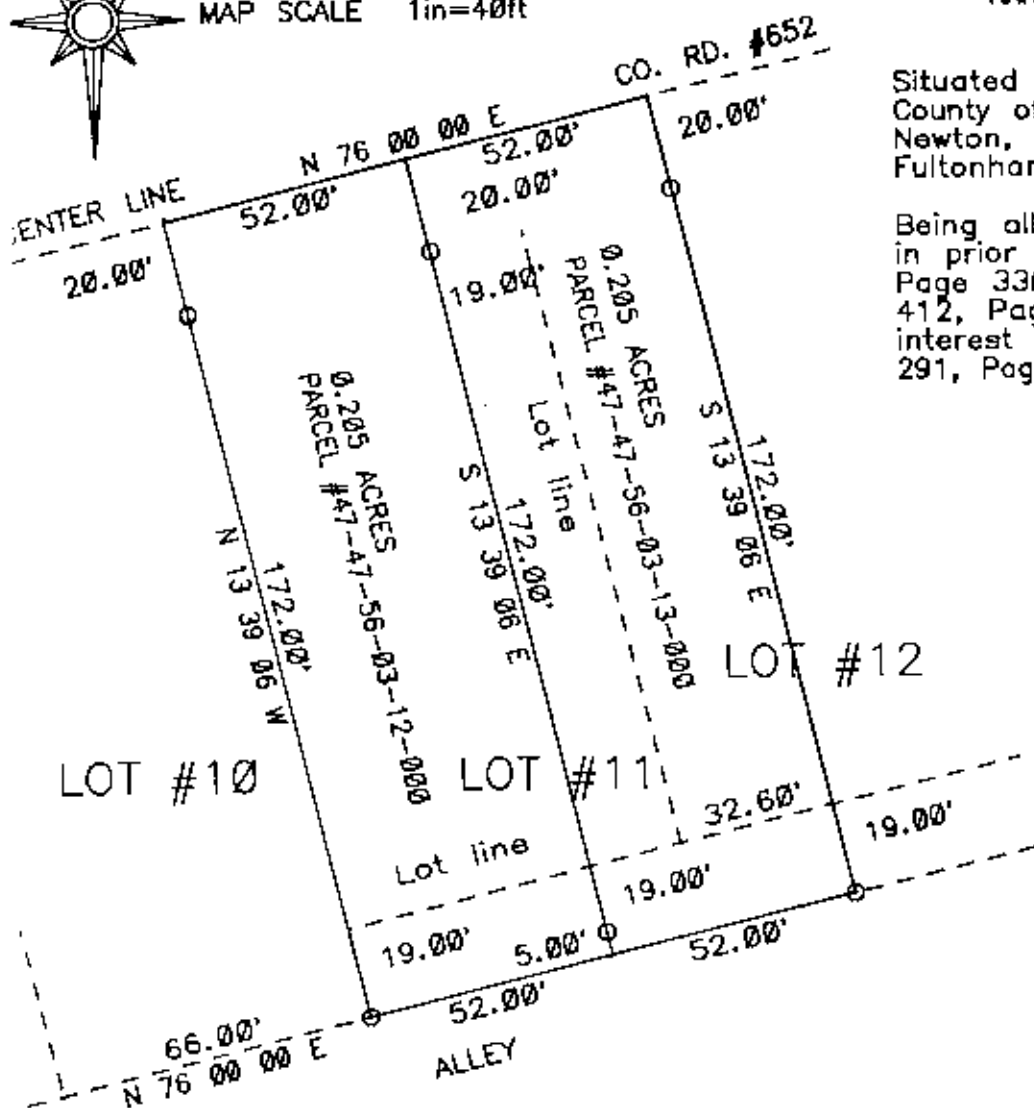 MAP SCALE 1in=40ft
CO. RD. #652
N 76 00 00 E
52.00'
52.00'
20.00'
20.00'
CENTER LINE
20.00'
19.00'
Situated
County of
Newton,
Fultonham
Being all
in prior
Page 330
412, Pag
interest
291, Pag
0.205 ACRES
PARCEL #47-47-56-03-12-000
0.205 ACRES
PARCEL #47-47-56-03-13-000
Lot line
N 13 39 06 W
172.00'
S 13 39 06 E
172.00'
S 13 39 06 E
172.00'
LOT #10
LOT #11
LOT #12
Lot line
32.60'
19.00'
19.00'
19.00'
5.00'
52.00'
52.00'
66.00'
N 76 00 00 E
ALLEY